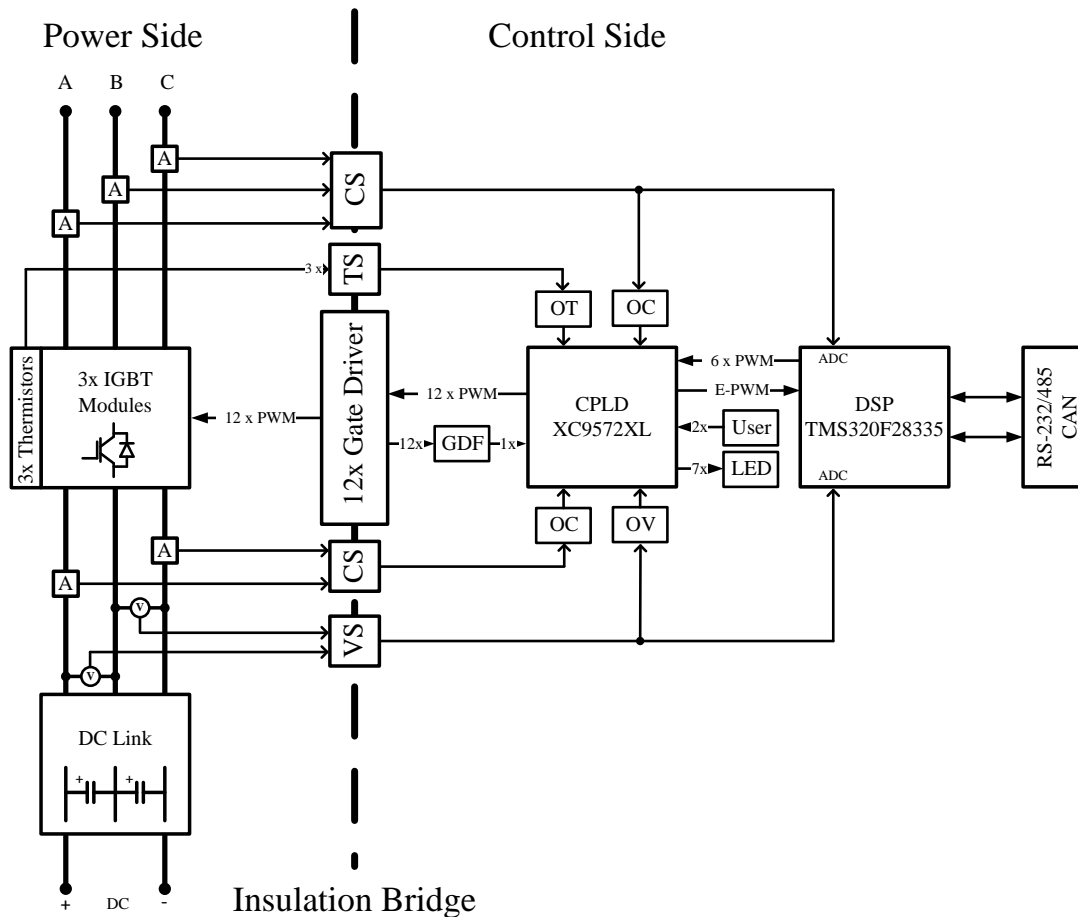 Power Side
Control Side
A
B
C
A
A
A
CS
3 x
TS
OT
OC
3x Thermistors
3x IGBT
Modules
12 x PWM
12x Gate Driver
12 x PWM
12x
GDF
1x
CPLD
XC9572XL
6 x PWM
E-PWM
2x
User
7x
LED
ADC
DSP
TMS320F28335
ADC
RS-232/485
CAN
OC
OV
A
A
CS
V
V
VS
DC Link
+
+
+
DC
-
Insulation Bridge